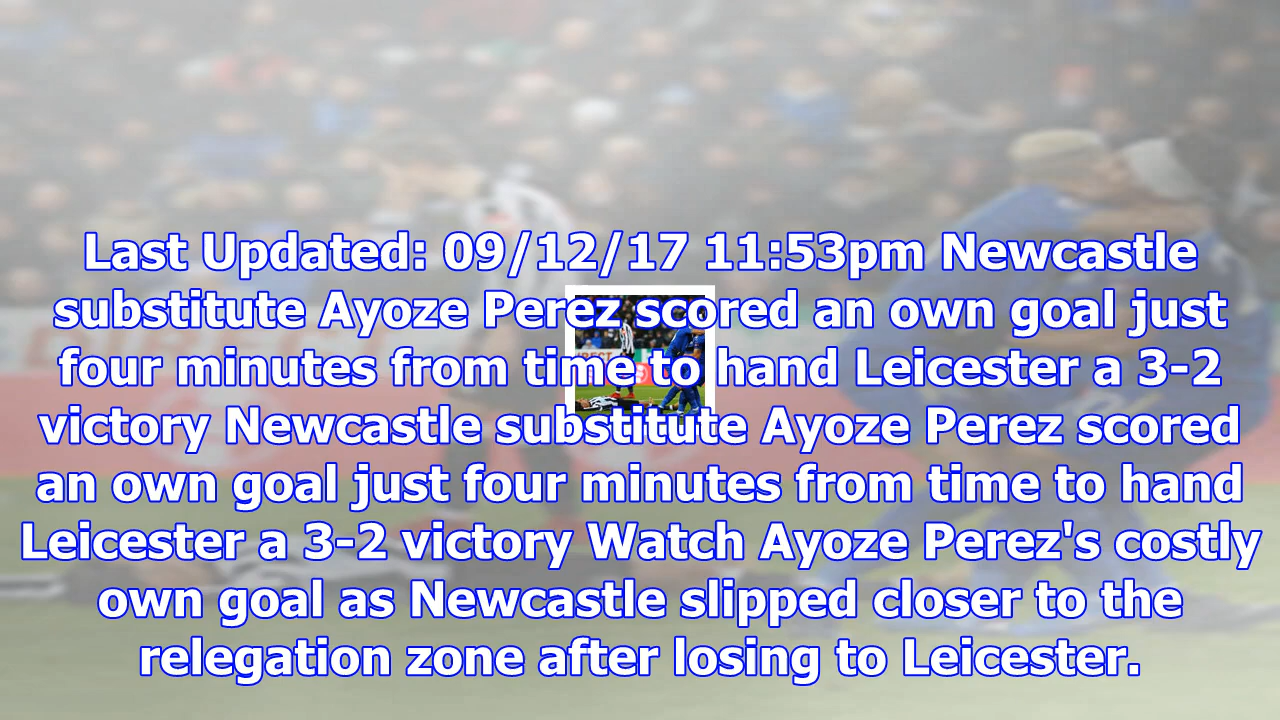 Last Updated: 09/12/17 11:53pm Newcastle
substitute Ayoze Perez scored an own goal just
four minutes from time to hand Leicester a 3-2
victory Newcastle substitute Ayoze Perez scored
an own goal just four minutes from time to hand
Leicester a 3-2 victory Watch Ayoze Perez's costly
own goal as Newcastle slipped closer to the
relegation zone after losing to Leicester.